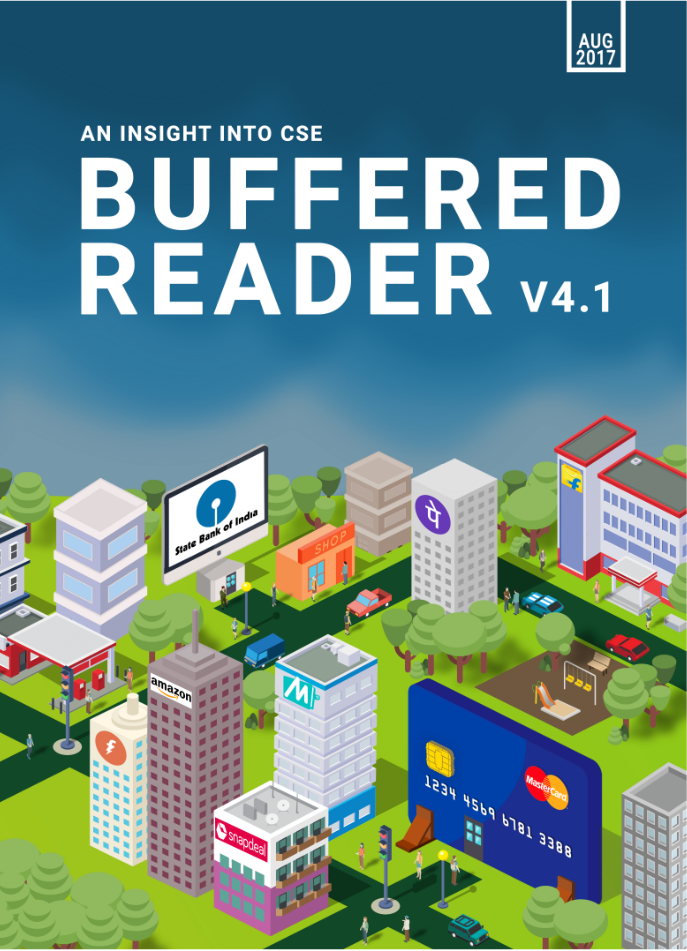 AUG
2017
AN INSIGHT INTO CSE
BUFFERED
READER V4.1
State Bank of India
SHOP
पे
f
amazon
M
f
snapdeal
MasterCard
1234 4569 6781 3388